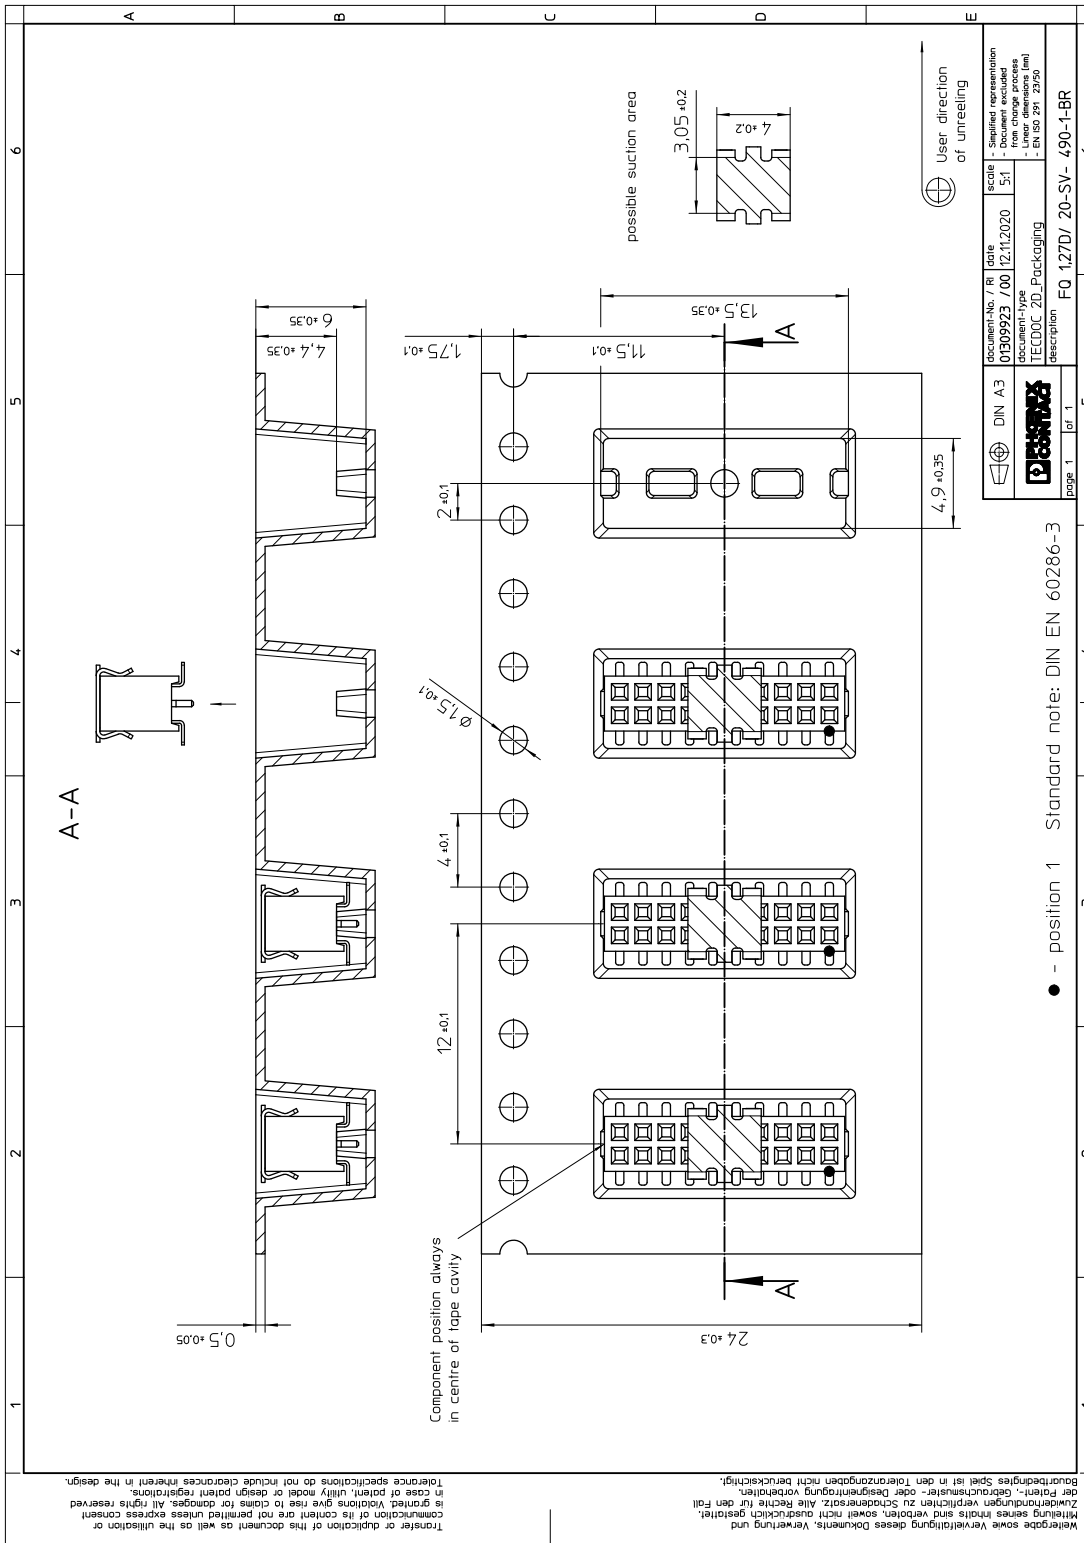 1
2
3
4
5
6
A
B
C
D
E
A-A
0,5 ±0,05
4,4 ±0,35
6 ±0,35
1,75 ±0,1
11,5 ±0,1
13,5 ±0,35
24 ±0,3
12 ±0,1
4 ±0,1
2 ±0,1
Ø 1,5 ±0,1
4,9 ±0,35
A
A
Component position always
in centre of tape cavity
possible suction area
3,05 ±0,2
4 ±0,2
User direction
of unreeling
- position 1 Standard note: DIN EN 60286-3
DIN A3
PHOENIX
CONTACT
page 1 of 1
document-No. / RI
01309923 / 00
date
12.11.2020
scale
5:1
- Simplified representation
- Document excluded
from change process
- Linear dimensions [mm]
- EN ISO 291 23/50
document-type
TECDOC 2D_Packaging
description
FQ 1,27D/ 20-SV- 490-1-BR
Transfer or duplication of this document as well as the utilisation or
communication of its content are not permitted unless express consent
is granted. Violations give rise to claims for damages. All rights reserved
in case of patent, utility model or design patent registrations.
Tolerance specifications do not include clearances inherent in the design.
Weitergabe sowie Vervielfältigung dieses Dokuments, Verwertung und
Mitteilung seines Inhalts sind verboten, soweit nicht ausdrücklich gestattet.
Zuwiderhandlungen verpflichten zu Schadenersatz. Alle Rechte für den Fall
der Patent-, Gebrauchsmuster- oder Designeintragung vorbehalten.
Bauartbedingtes Spiel ist in den Toleranzangaben nicht berücksichtigt.